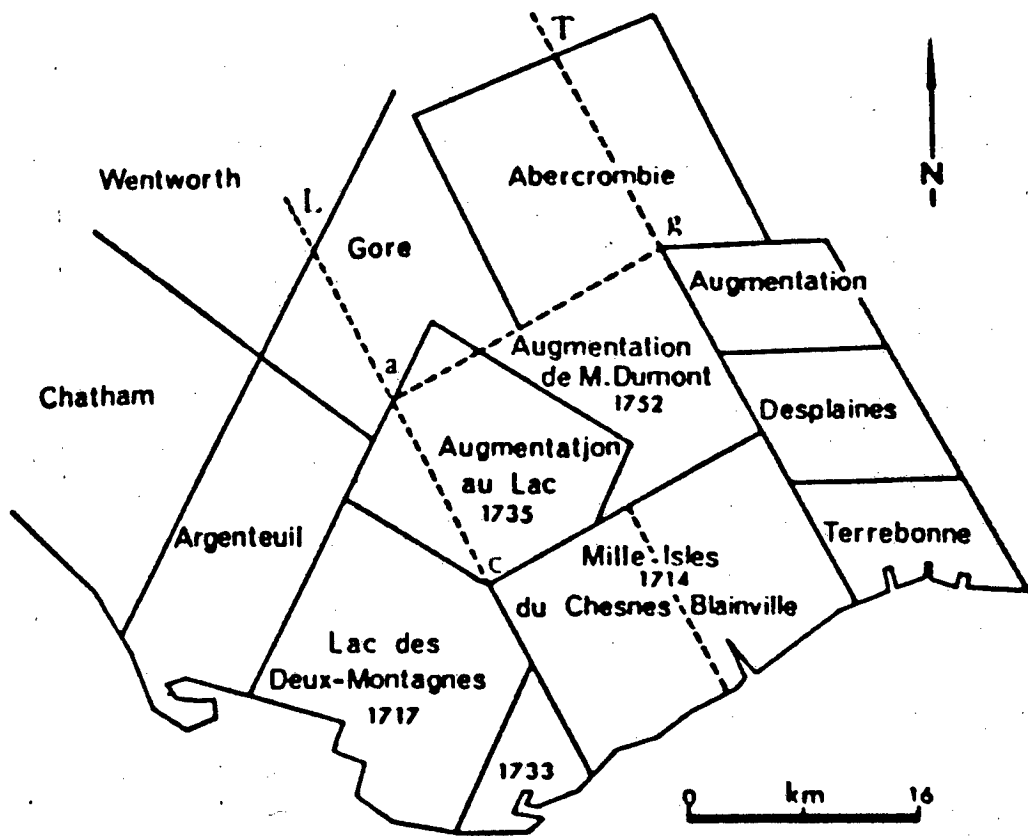 T
Wentworth
Abercrombie
N
L
Gore
g
Augmentation
a
Augmentation
de M. Dumont
1752
Chatham
Desplaines
Augmentation
au Lac
1735
Argenteuil
Terrebonne
c
Mille-Isles
1714
du Chesnes Blainville
Lac des
Deux-Montagnes
1717
1733
0 km 16